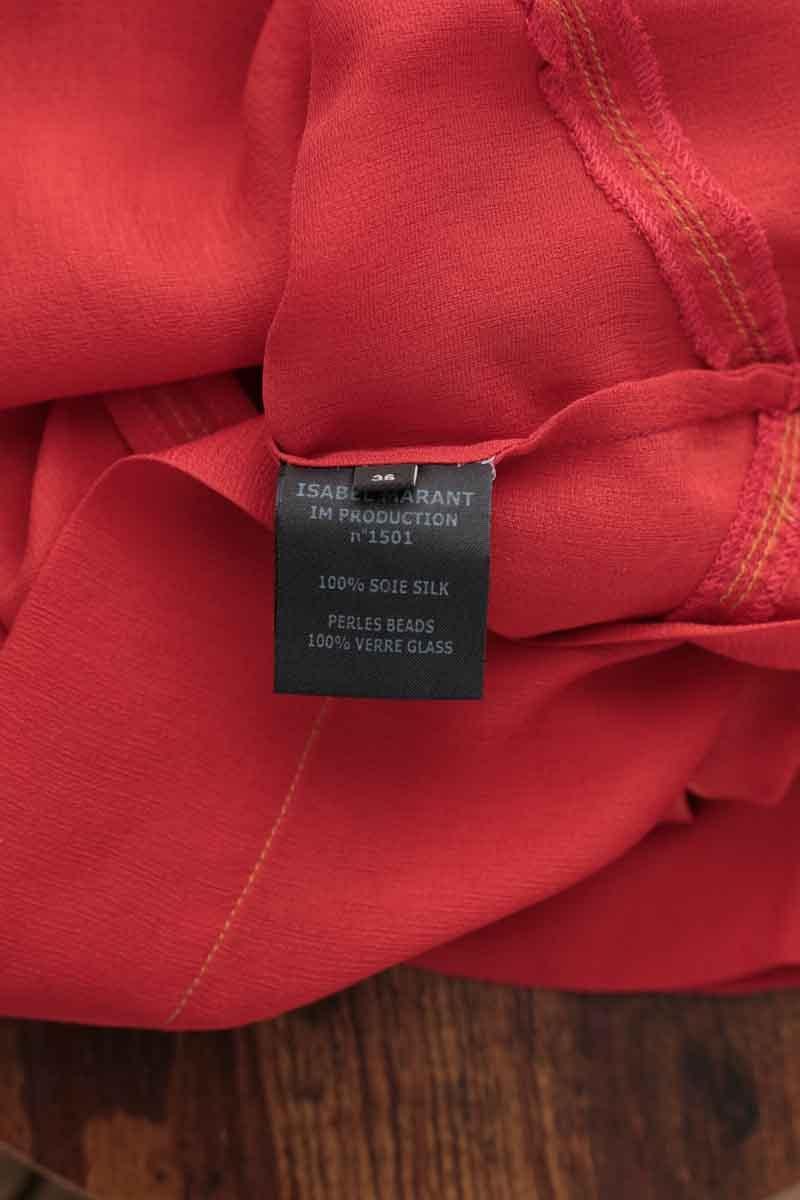 36
ISABEL MARANT
IM PRODUCTION
n°1501
100% SOIE SILK
PERLES BEADS
100% VERRE GLASS